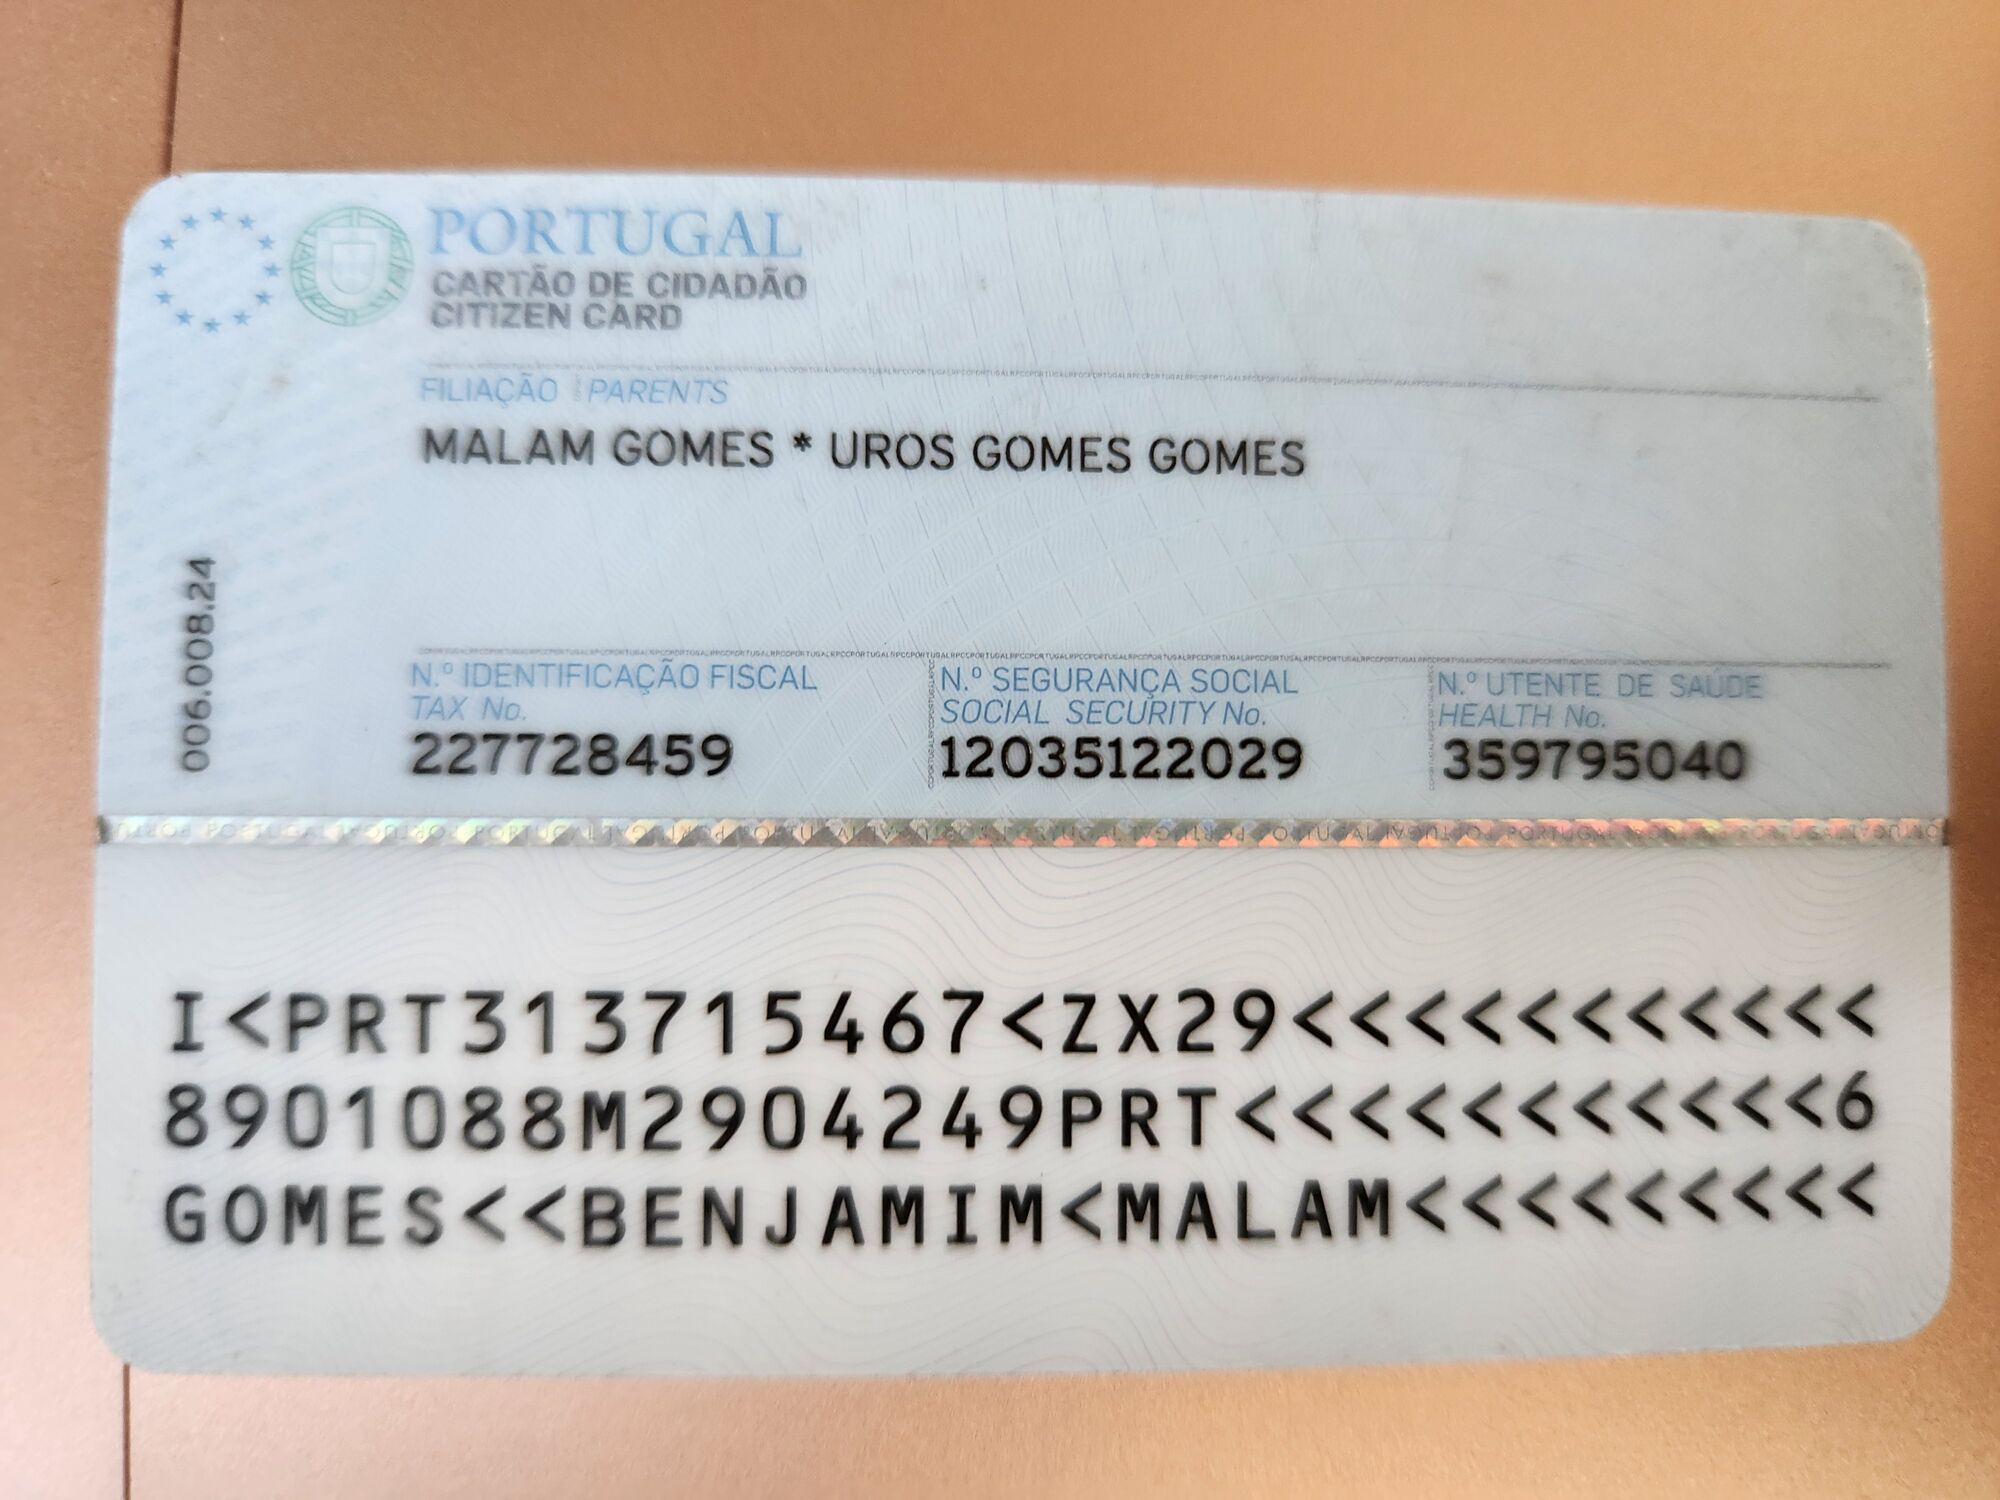 PORTUGAL
CARTÃO DE CIDADÃO
CITIZEN CARD
FILIAÇÃO PARENTS
MALAM GOMES * UROS GOMES GOMES
006.008.24
N.º IDENTIFICAÇÃO FISCAL
TAX No.
227728459
N.º SEGURANÇA SOCIAL
SOCIAL SECURITY No.
12035122029
N.º UTENTE DE SAÚDE
HEALTH No.
359795040
I<PRT313715467<ZX29<<<<<<<<<<<
8901088M2904249PRT<<<<<<<<<<<6
GOMES<<BENJAMIM<MALAM<<<<<<<<<